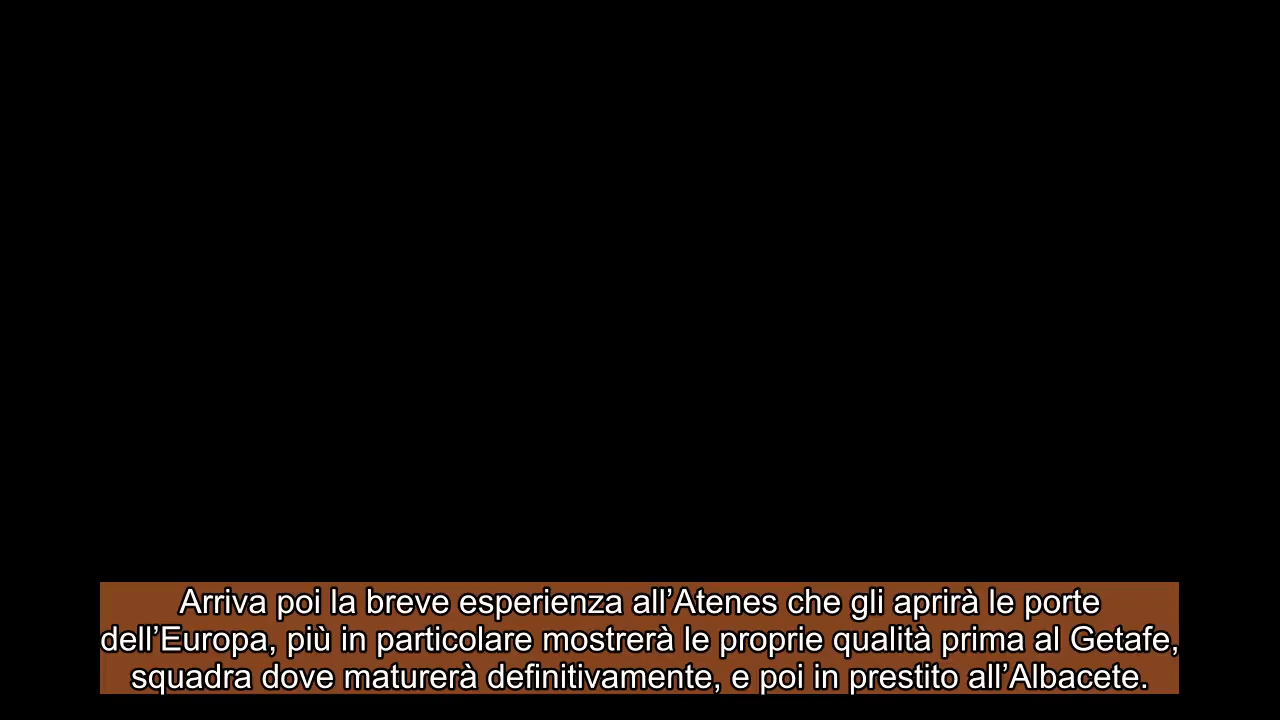 Arriva poi la breve esperienza all’Atenes che gli aprirà le porte
dell’Europa, più in particolare mostrerà le proprie qualità prima al Getafe,
squadra dove maturerà definitivamente, e poi in prestito all’Albacete.